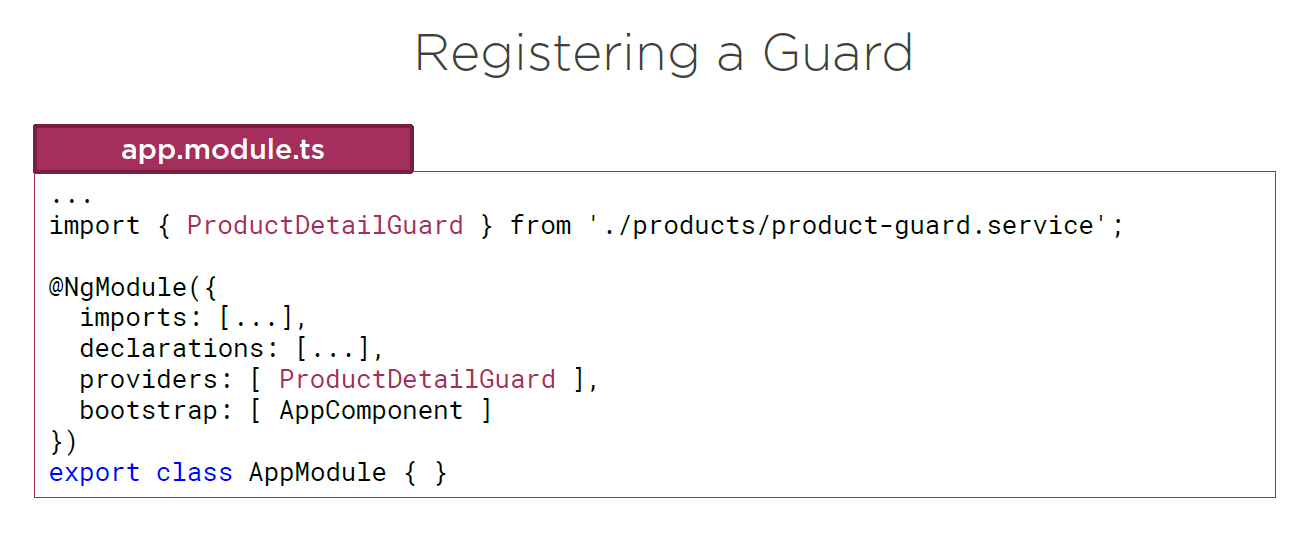 Registering a Guard
app.module.ts
...
import { ProductDetailGuard } from './products/product-guard.service';
@NgModule({
  imports: [...],
  declarations: [...],
  providers: [ ProductDetailGuard ],
  bootstrap: [ AppComponent ]
})
export class AppModule { }